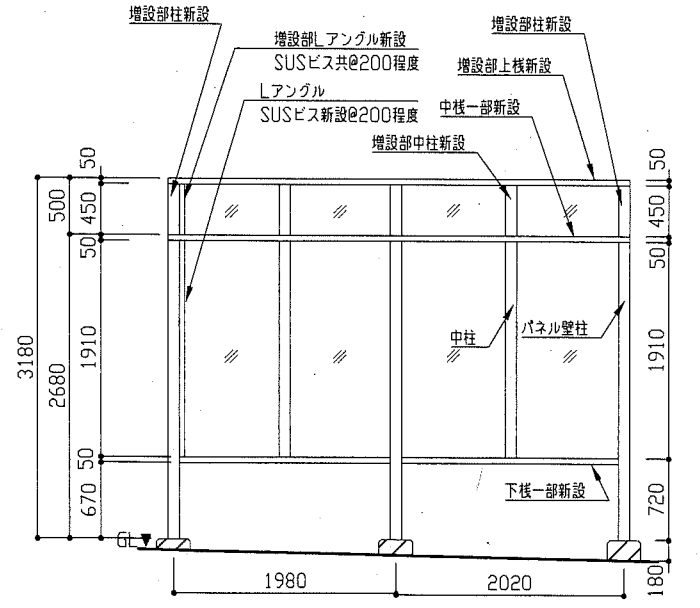 増設部柱新設
増設部Lアングル新設
SUSビス共@200程度
Lアングル
SUSビス新設@200程度
増設部柱新設
増設部上桟新設
中桟一部新設
増設部中柱新設
50
500
450
50
3180
2680
1910
50
670
50
450
50
1910
720
180
中柱
パネル壁柱
下桟一部新設
GL
1980
2020